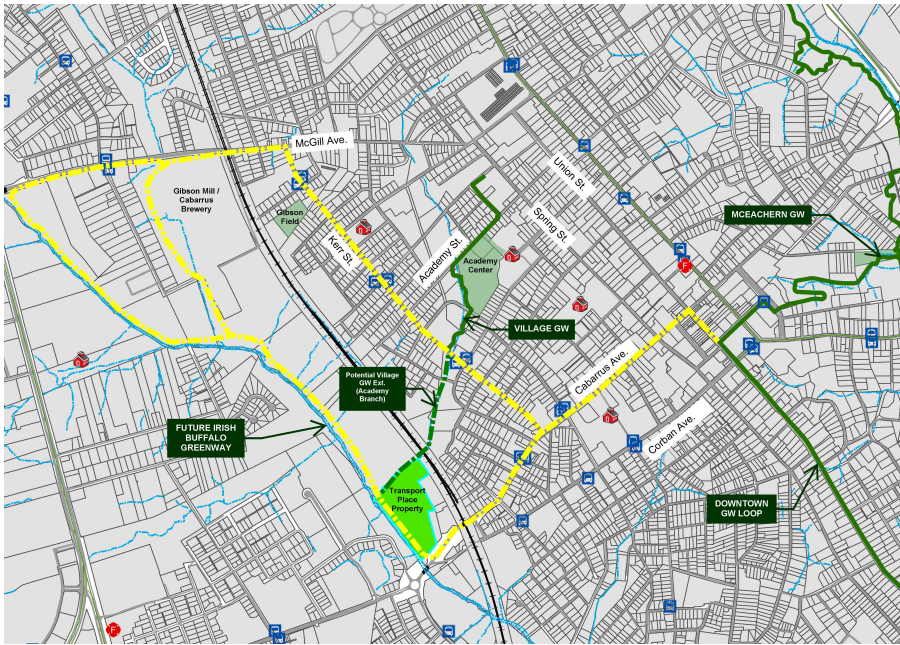 McGill Ave.
Union St.
Gibson Mill /
Cabarrus
Brewery
MCEACHERN GW
Gibson
Field
Spring St.
Kerr St.
Academy St.
Academy
Center
VILLAGE GW
Cabarrus Ave.
Potential Village
GW Ext.
(Academy
Branch)
FUTURE IRISH
BUFFALO
GREENWAY
Corban Ave.
Transport
Place
Property
DOWNTOWN
GW LOOP
F
F